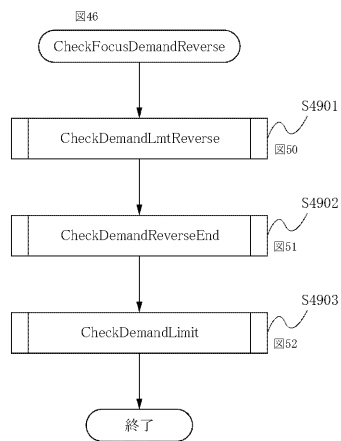 図46
CheckFocusDemandReverse
S4901
CheckDemandLmtReverse
図50
S4902
CheckDemandReverseEnd
図51
S4903
CheckDemandLimit
図52
終了